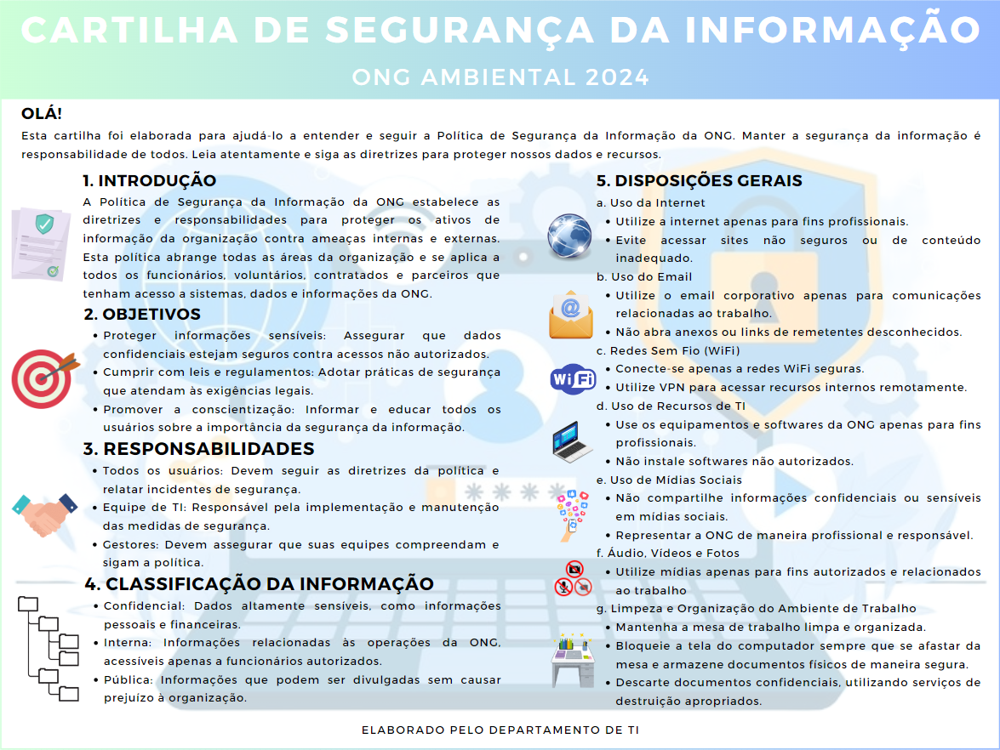 CARTILHA DE SEGURANÇA DA INFORMAÇÃO
ONG AMBIENTAL 2024
OLÁ!
Esta cartilha foi elaborada para ajudá-lo a entender e seguir a Política de Segurança da Informação da ONG. Manter a segurança da informação é
responsabilidade de todos. Leia atentamente e siga as diretrizes para proteger nossos dados e recursos.
1. INTRODUÇÃO
A Política de Segurança da Informação da ONG estabelece as
diretrizes e responsabilidades para proteger os ativos de
informação da organização contra ameaças internas e externas.
Esta política abrange todas as áreas da organização e se aplica a
todos os funcionários, voluntários, contratados e parceiros que
tenham acesso a sistemas, dados e informações da ONG.
2. OBJETIVOS
• Proteger informações sensíveis: Assegurar que dados
confidenciais estejam seguros contra acessos não autorizados.
• Cumprir com leis e regulamentos: Adotar práticas de segurança
que atendam às exigências legais.
• Promover a conscientização: Informar e educar todos os
usuários sobre a importância da segurança da informação.
3. RESPONSABILIDADES
• Todos os usuários: Devem seguir as diretrizes da política e
relatar incidentes de segurança.
• Equipe de TI: Responsável pela implementação e manutenção
das medidas de segurança.
• Gestores: Devem assegurar que suas equipes compreendam e
sigam a política.
4. CLASSIFICAÇÃO DA INFORMAÇÃO
• Confidencial: Dados altamente sensíveis, como informações
pessoais e financeiras.
• Interna: Informações relacionadas às operações da ONG,
acessíveis apenas a funcionários autorizados.
• Pública: Informações que podem ser divulgadas sem causar
prejuízo à organização.
5. DISPOSIÇÕES GERAIS
a. Uso da Internet
• Utilize a internet apenas para fins profissionais.
• Evite acessar sites não seguros ou de conteúdo
inadequado.
b. Uso do Email
• Utilize o email corporativo apenas para comunicações
relacionadas ao trabalho.
• Não abra anexos ou links de remetentes desconhecidos.
@
c. Redes Sem Fio (WiFi)
• Conecte-se apenas a redes WiFi seguras.
• Utilize VPN para acessar recursos internos remotamente.
WiFi
d. Uso de Recursos de TI
• Use os equipamentos e softwares da ONG apenas para fins
profissionais.
• Não instale softwares não autorizados.
e. Uso de Mídias Sociais
• Não compartilhe informações confidenciais ou sensíveis
em mídias sociais.
• Representar a ONG de maneira profissional e responsável.
f. Áudio, Vídeos e Fotos
• Utilize mídias apenas para fins autorizados e relacionados
ao trabalho
g. Limpeza e Organização do Ambiente de Trabalho
• Mantenha a mesa de trabalho limpa e organizada.
• Bloqueie a tela do computador sempre que se afastar da
mesa e armazene documentos físicos de maneira segura.
• Descarte documentos confidenciais, utilizando serviços de
destruição apropriados.
ELABORADO PELO DEPARTAMENTO DE TI